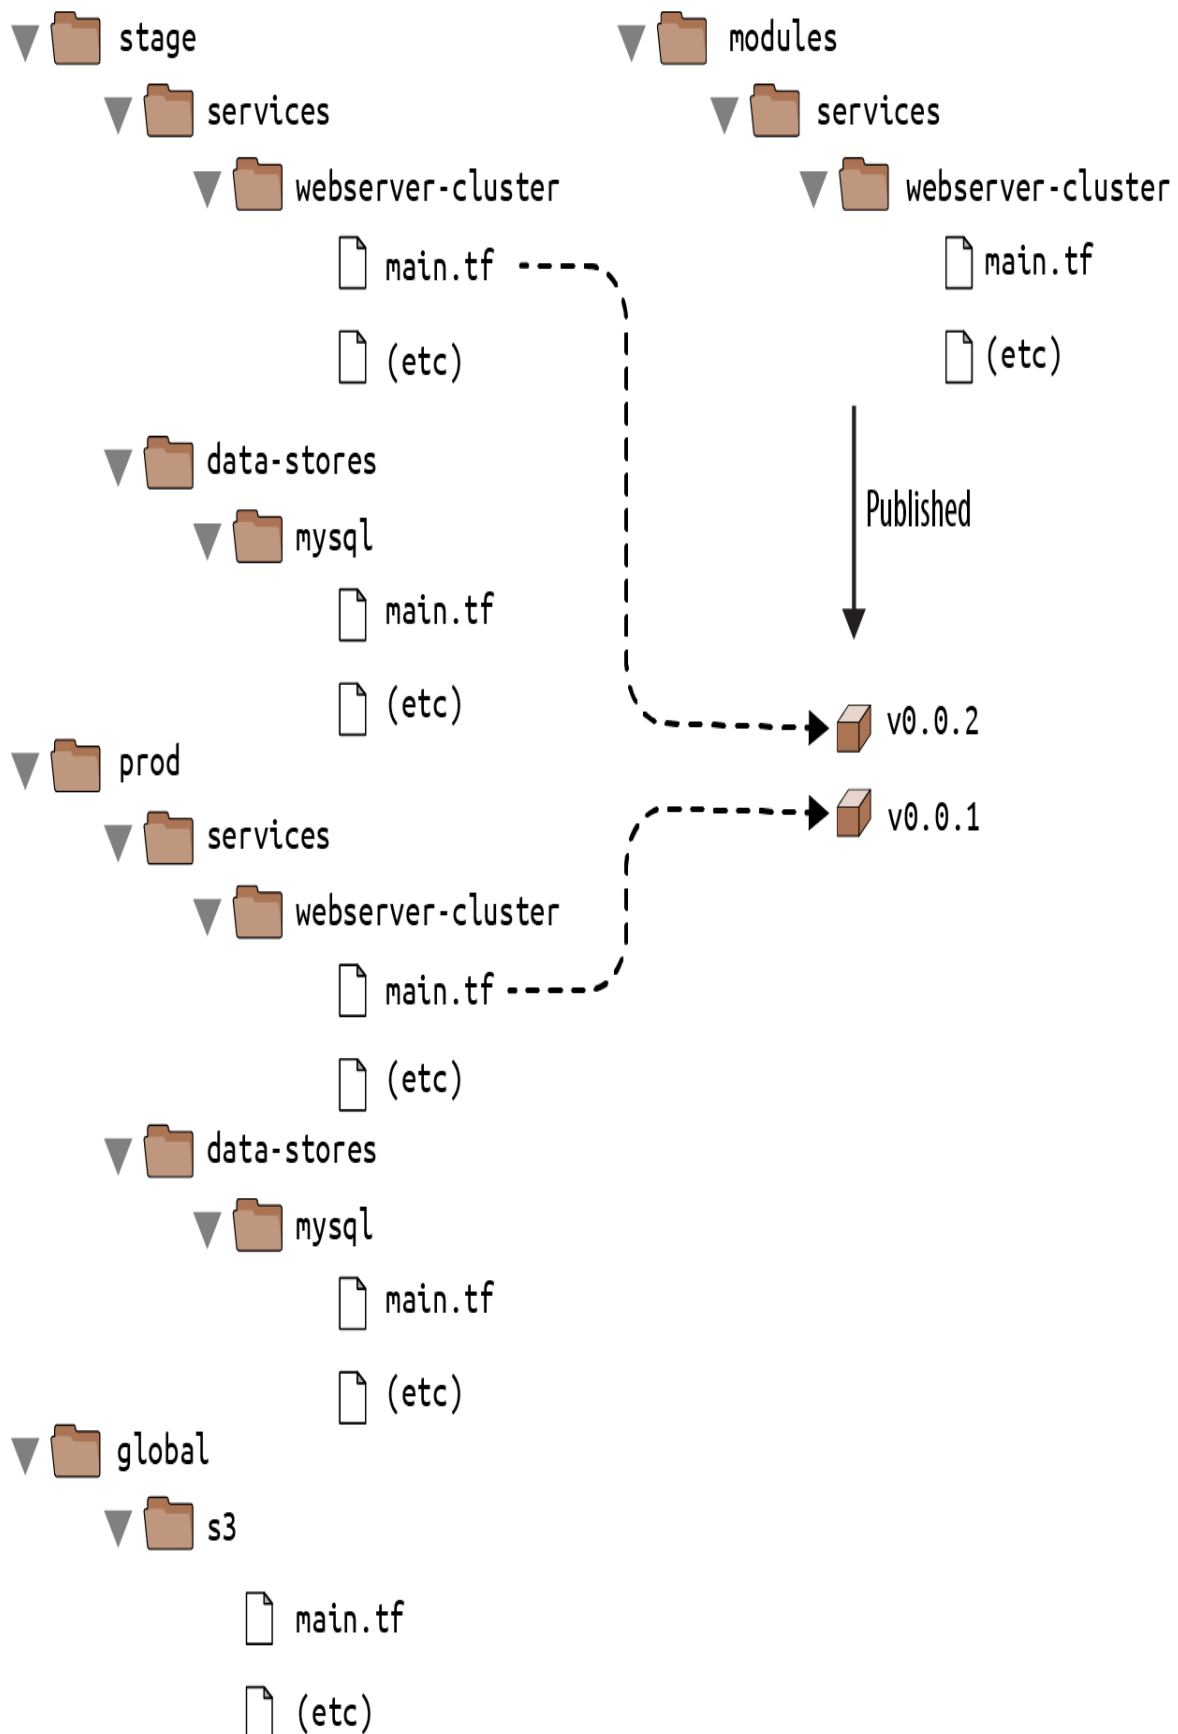 stage
services
webserver-cluster
main.tf
(etc)
data-stores
mysql
main.tf
(etc)
prod
services
webserver-cluster
main.tf
(etc)
data-stores
mysql
main.tf
(etc)
global
s3
main.tf
(etc)
modules
services
webserver-cluster
main.tf
(etc)
Published
v0.0.2
v0.0.1